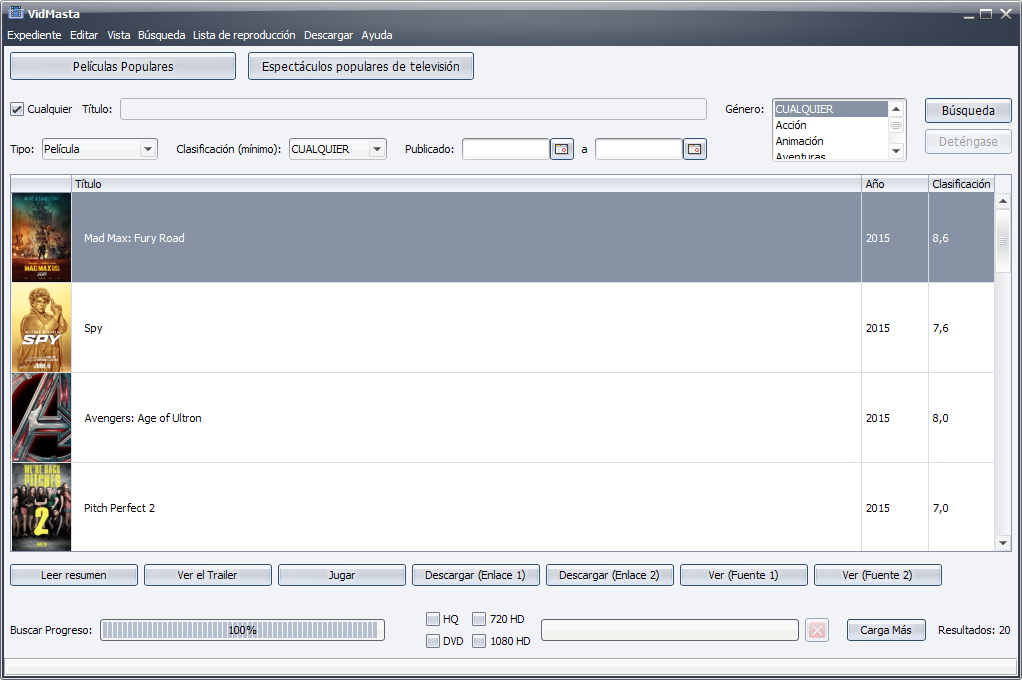 VidMasta
Expediente Editar Vista Búsqueda Lista de reproducción Descargar Ayuda
Películas Populares Espectáculos populares de televisión
Cualquier Título: Género: CUALQUIER Búsqueda
Acción
Animación
Aventuras
Tipo: Película Clasificación (mínimo): CUALQUIER Publicado: a Deténgase
Título Año Clasificación
MAD MAX
Mad Max: Fury Road 2015 8,6
SPY
JUNE 5
Spy 2015 7,6
Avengers: Age of Ultron 2015 8,0
WE'RE BACK
PITCHES
2
Pitch Perfect 2 2015 7,0
Leer resumen Ver el Trailer Jugar Descargar (Enlace 1) Descargar (Enlace 2) Ver (Fuente 1) Ver (Fuente 2)
Buscar Progreso: 100% HQ 720 HD Carga Más Resultados: 20
DVD 1080 HD